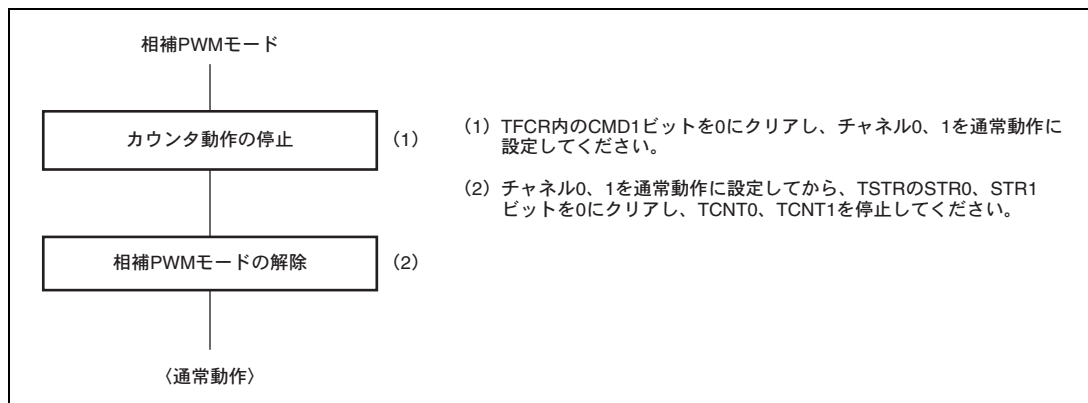 相補PWMモード
カウンタ動作の停止
(1)
(1) TFCR内のCMD1ビットを0にクリアし、チャネル0、1を通常動作に
設定してください。
(2) チャネル0、1を通常動作に設定してから、TSTRのSTR0、STR1
ビットを0にクリアし、TCNT0、TCNT1を停止してください。
相補PWMモードの解除
(2)
〈通常動作〉